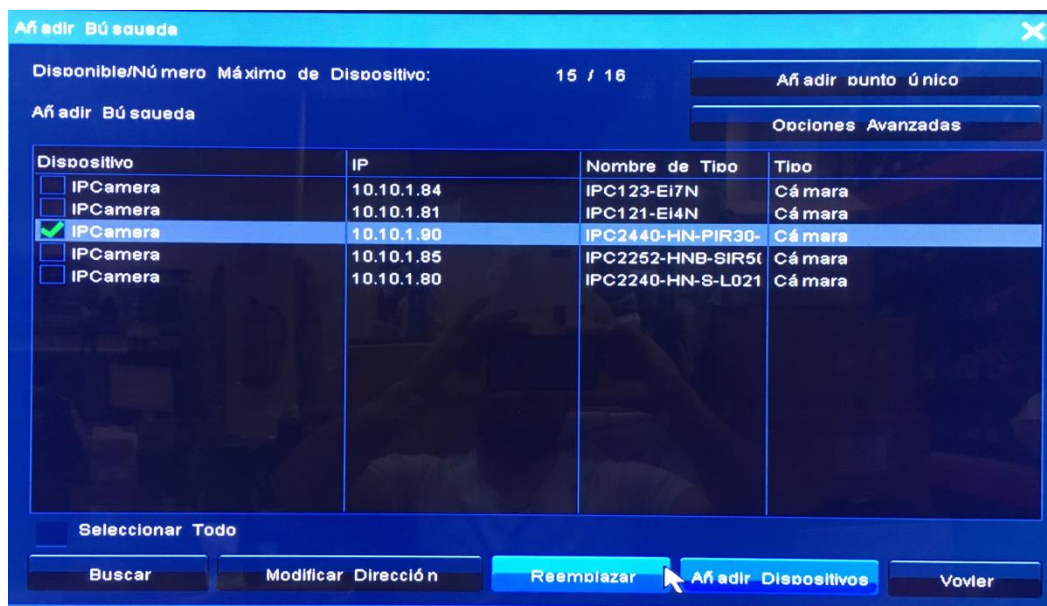 Añadir Búsqueda
Disponible/Número Máximo de Dispositivo: 15 / 16
Añadir punto único
Añadir Búsqueda
Opciones Avanzadas
Dispositivo IP Nombre de Tipo Tipo
IPCamera 10.10.1.84 IPC123-Ei7N Cámara
IPCamera 10.10.1.81 IPC121-Ei4N Cámara
IPCamera 10.10.1.90 IPC2440-HN-PIR30- Cámara
IPCamera 10.10.1.85 IPC2252-HNB-SIR5( Cámara
IPCamera 10.10.1.80 IPC2240-HN-S-L021 Cámara
Seleccionar Todo
Buscar Modificar Dirección Reemplazar Añadir Dispositivos Vovler